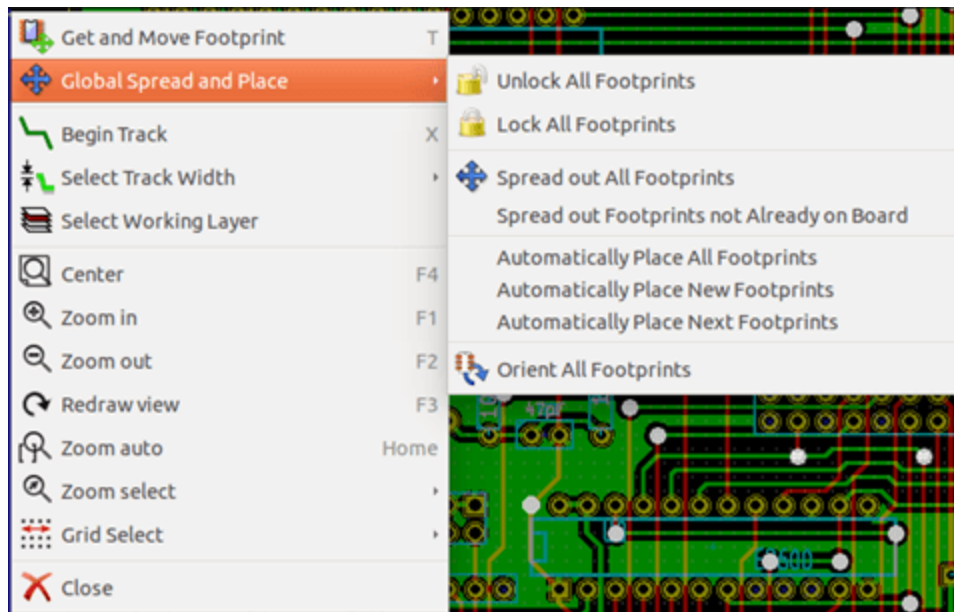 Get and Move Footprint T
Global Spread and Place
Begin Track X
Select Track Width
Select Working Layer
Center F4
Zoom in F1
Zoom out F2
Redraw view F3
Zoom auto Home
Zoom select
Grid Select
Close
Unlock All Footprints
Lock All Footprints
Spread out All Footprints
Spread out Footprints not Already on Board
Automatically Place All Footprints
Automatically Place New Footprints
Automatically Place Next Footprints
Orient All Footprints
47pF